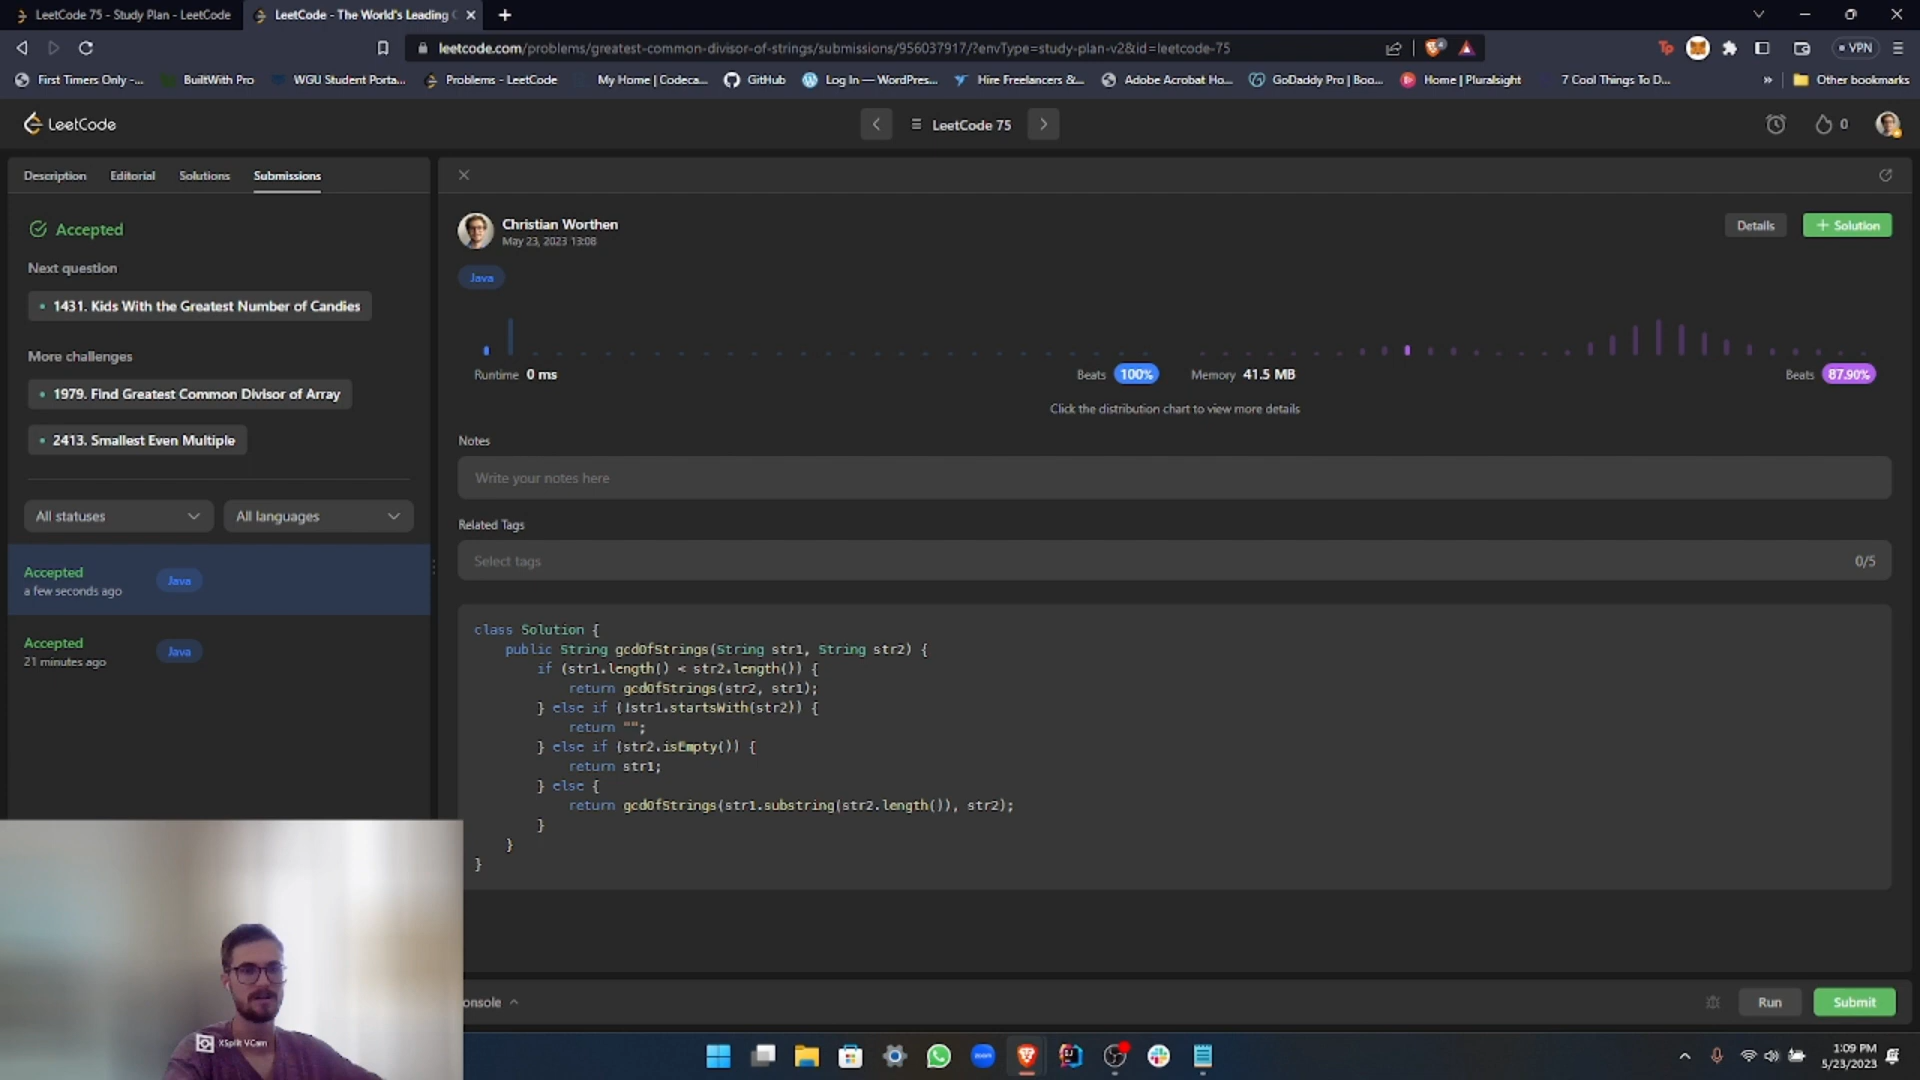 LeetCode 75 - Study Plan - LeetCode
LeetCode - The World's Leading
leetcode.com/problems/greatest-common-divisor-of-strings/submissions/956037917/?envType=study-plan-v2&id=leetcode-75
VPN
First Timers Only -...
BuiltWith Pro
WGU Student Porta...
Problems - LeetCode
My Home | Codeca...
GitHub
Log In — WordPres...
Hire Freelancers &...
Adobe Acrobat Ho...
GoDaddy Pro | Boo...
Home | Pluralsight
7 Cool Things To D...
»
Other bookmarks
LeetCode
LeetCode 75
0
Description
Editorial
Solutions
Submissions
Accepted
Next question
1431. Kids With the Greatest Number of Candies
More challenges
1979. Find Greatest Common Divisor of Array
2413. Smallest Even Multiple
All statuses
All languages
Accepted
a few seconds ago
Java
Accepted
21 minutes ago
Java
Christian Worthen
May 23, 2023 13:08
Details
+ Solution
Java
Runtime 0 ms
Beats 100%
Memory 41.5 MB
Beats 87.90%
Click the distribution chart to view more details
Notes
Write your notes here
Related Tags
Select tags
0/5
class Solution {
public String gcdOfStrings(String str1, String str2) {
if (str1.length() < str2.length()) {
return gcdOfStrings(str2, str1);
} else if (!str1.startsWith(str2)) {
return "";
} else if (str2.isEmpty()) {
return str1;
} else {
return gcdOfStrings(str1.substring(str2.length()), str2);
}
}
}
onsole
Run
Submit
XSplit VCam
zoom
1:09 PM
5/23/2023